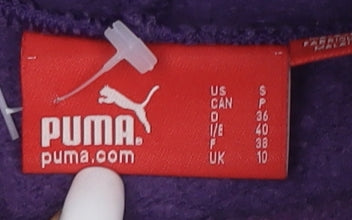 PUMA
puma.com
US S
CAN P
D 36
I/E 40
F 38
UK 10